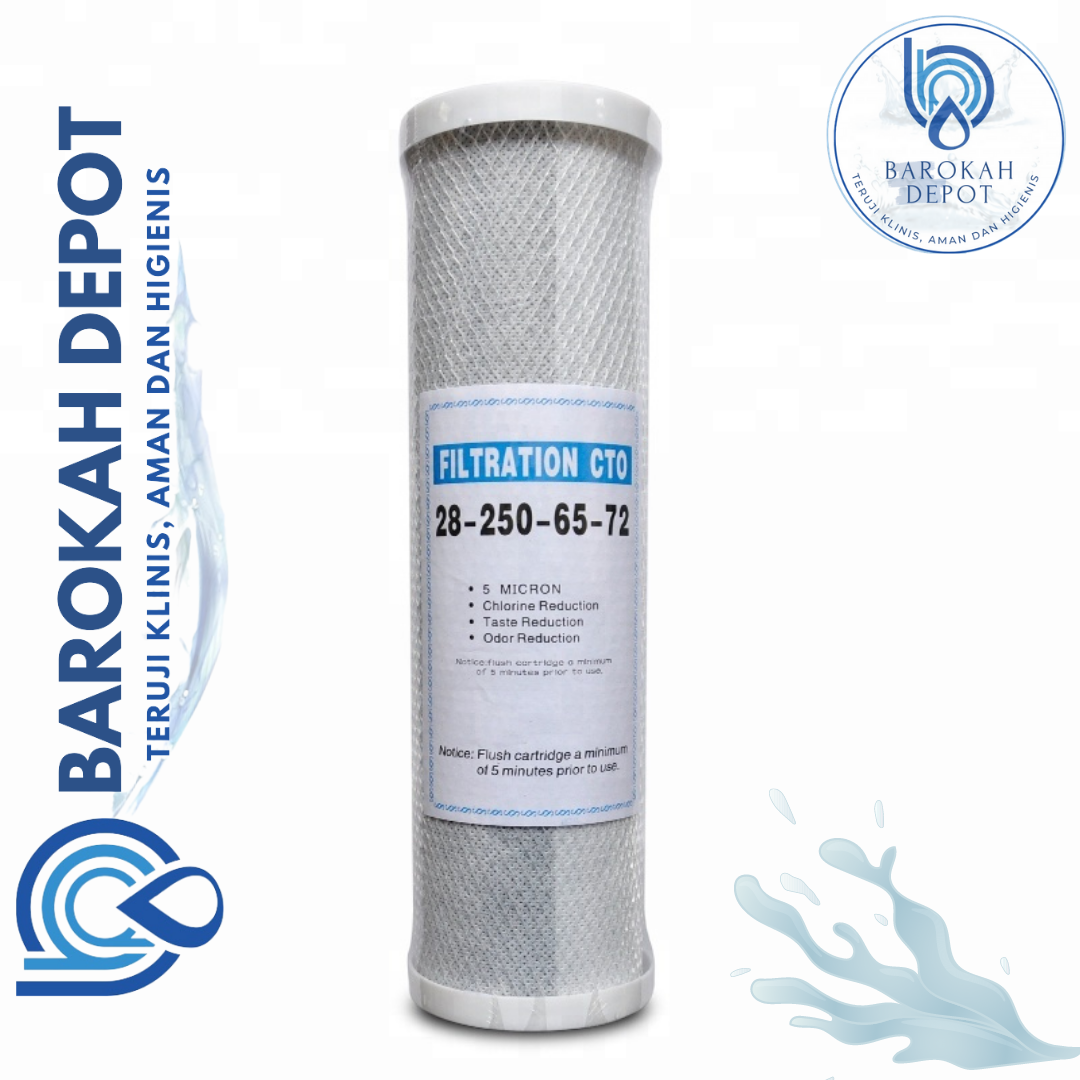 BAROKAH DEPOT
TERUJI KLINIS, AMAN DAN HIGIENIS
BAROKAH
DEPOT
TERUJI KLINIS, AMAN DAN HIGIENIS
FILTRATION CTO
28-250-65-72
• 5 MICRON
• Chlorine Reduction
• Taste Reduction
• Odor Reduction
Notice:flush cartridge a minimum
of 5 minutes prior to use.
Notice: Flush cartridge a minimum
of 5 minutes prior to use.